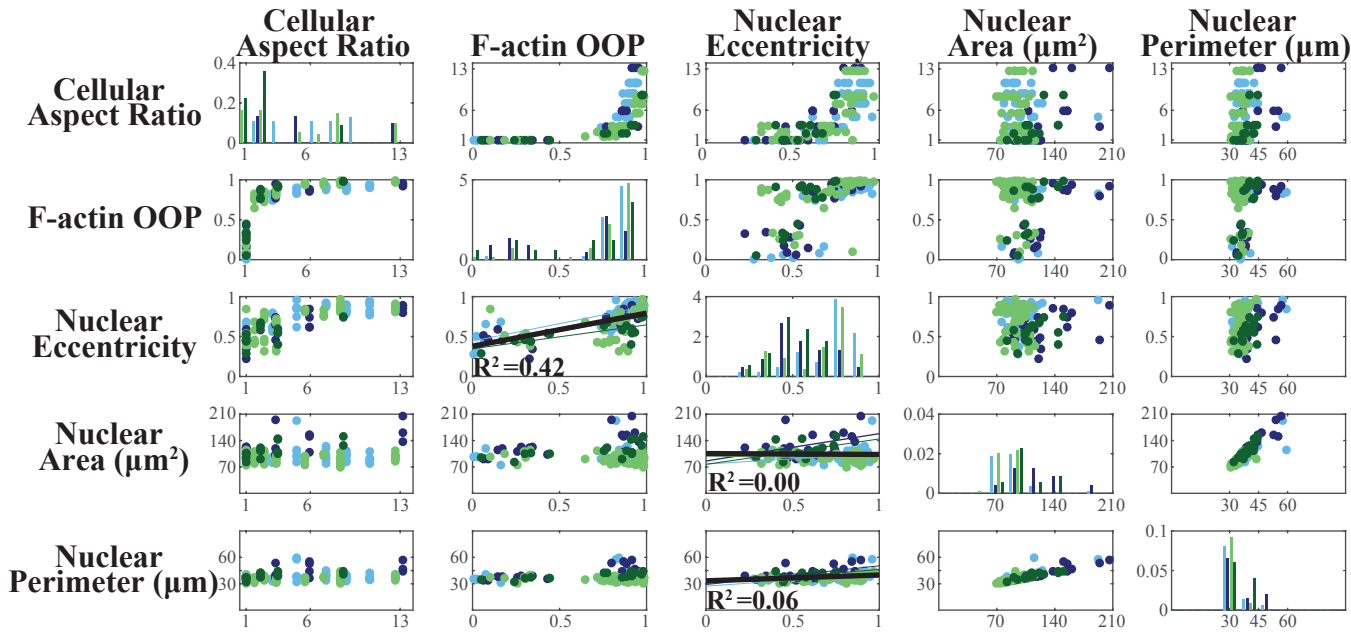 Cellular
Aspect Ratio
F-actin OOP
Nuclear
Eccentricity
Nuclear
Area (μm²)
Nuclear
Perimeter (μm)
Cellular
Aspect Ratio
0.4
0.2
0
1 6 13
13
6
1
0 0.5 1
13
6
1
0 0.5 1
13
6
1
70 140 210
13
6
1
30 45 60
F-actin OOP
1
0.5
0
1 6 13
5
0
0 0.5 1
1
0.5
0
0 0.5 1
1
0.5
0
70 140 210
1
0.5
0
30 45 60
Nuclear
Eccentricity
1
0.5
0
1 6 13
1
0.5
0
R² =0.42
0 0.5 1
4
2
0
0 0.5 1
1
0.5
0
70 140 210
1
0.5
0
30 45 60
Nuclear
Area (μm²)
210
140
70
1 6 13
210
140
70
0 0.5 1
210
140
70
R² =0.00
0 0.5 1
0.04
0.02
0
70 140 210
210
140
70
30 45 60
Nuclear
Perimeter (μm)
60
30
1 6 13
60
30
0 0.5 1
60
30
R² =0.06
0 0.5 1
60
30
70 140 210
0.1
0.05
0
30 45 60